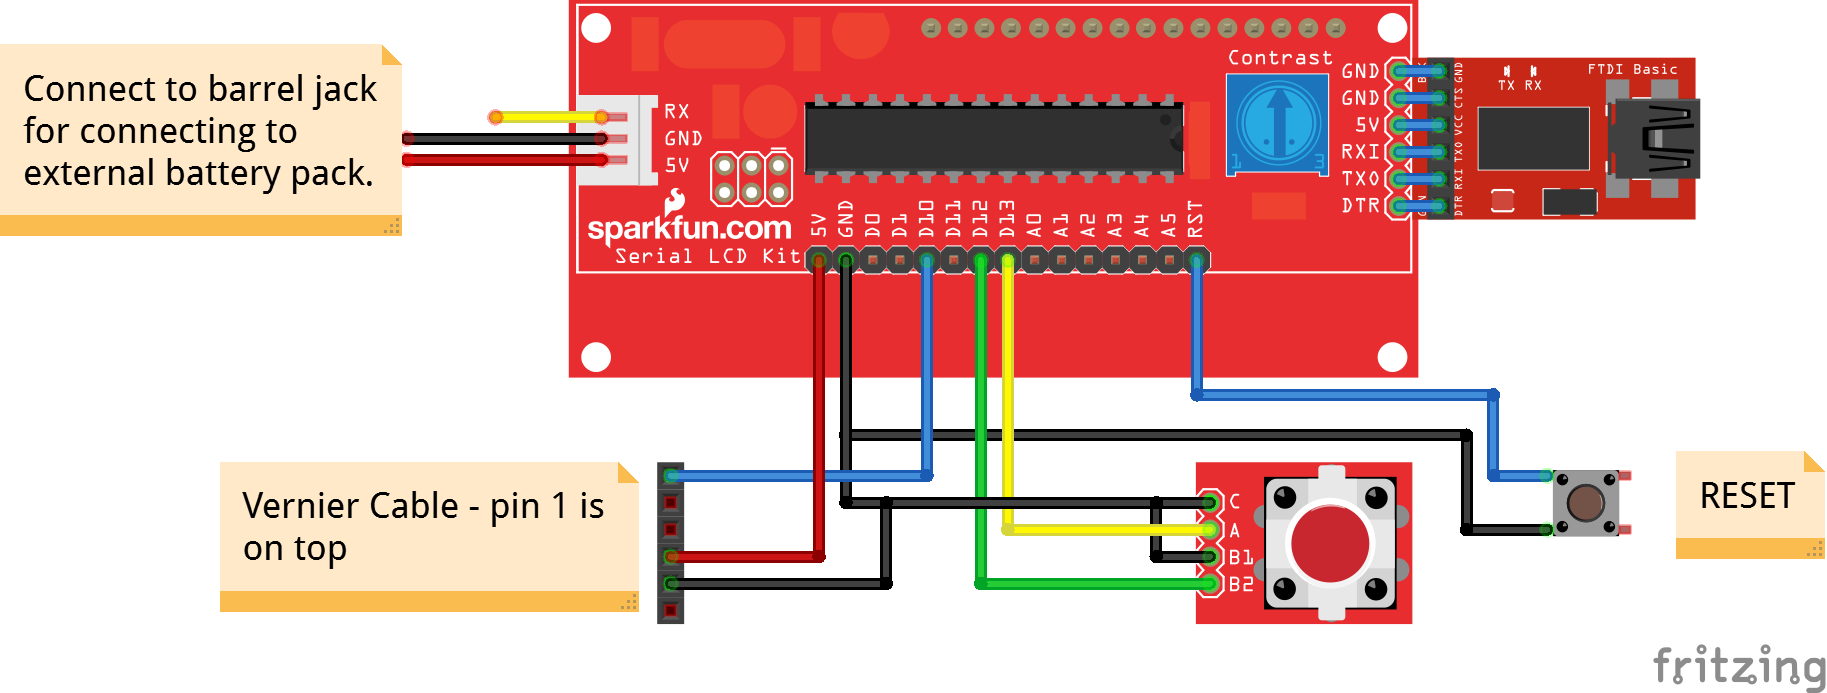 Connect to barrel jack
for connecting to
external battery pack.
RX
GND
5V
sparkfun.com
Serial LCD Kit
5V
GND
D0
D1
D10
D11
D12
D13
A0
A1
A2
A3
A4
A5
RST
Contrast
1 3
GND
GND
5V
RXI
TXO
DTR
GND
CTS
VCC
TXO
RXI
DTR
TX RX
FTDI Basic
Vernier Cable - pin 1 is
on top
C
A
B1
B2
RESET
fritzing